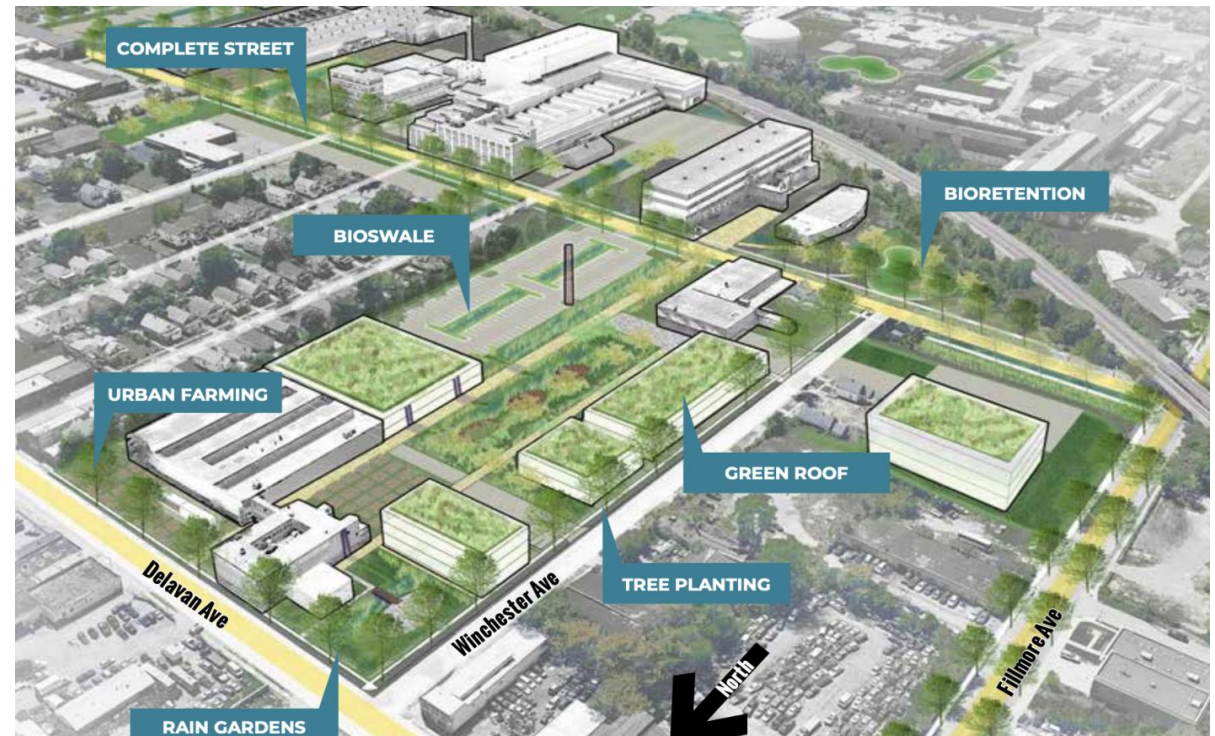 COMPLETE STREET
BIORETENTION
BIOSWALE
URBAN FARMING
GREEN ROOF
TREE PLANTING
Delavan Ave
Winchester Ave
Fillmore Ave
North
RAIN GARDENS